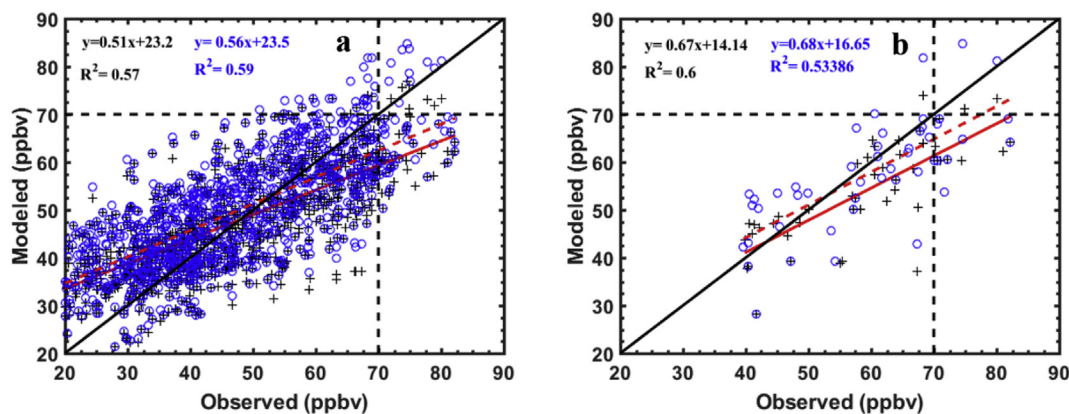 90
80
70
60
50
40
30
20
Modeled (ppbv)
y=0.51x+23.2
y= 0.56x+23.5
a
R²= 0.57
R²= 0.59
20 30 40 50 60 70 80 90
Observed (ppbv)
90
80
70
60
50
40
30
20
Modeled (ppbv)
y= 0.67x+14.14
y=0.68x+16.65
b
R²= 0.6
R²= 0.53386
20 30 40 50 60 70 80 90
Observed (ppbv)